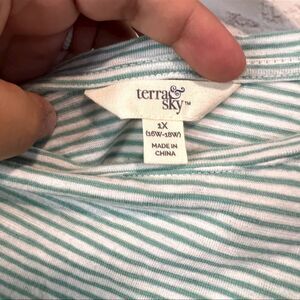 terra &
sky™
1X
(16W-18W)
MADE IN
CHINA